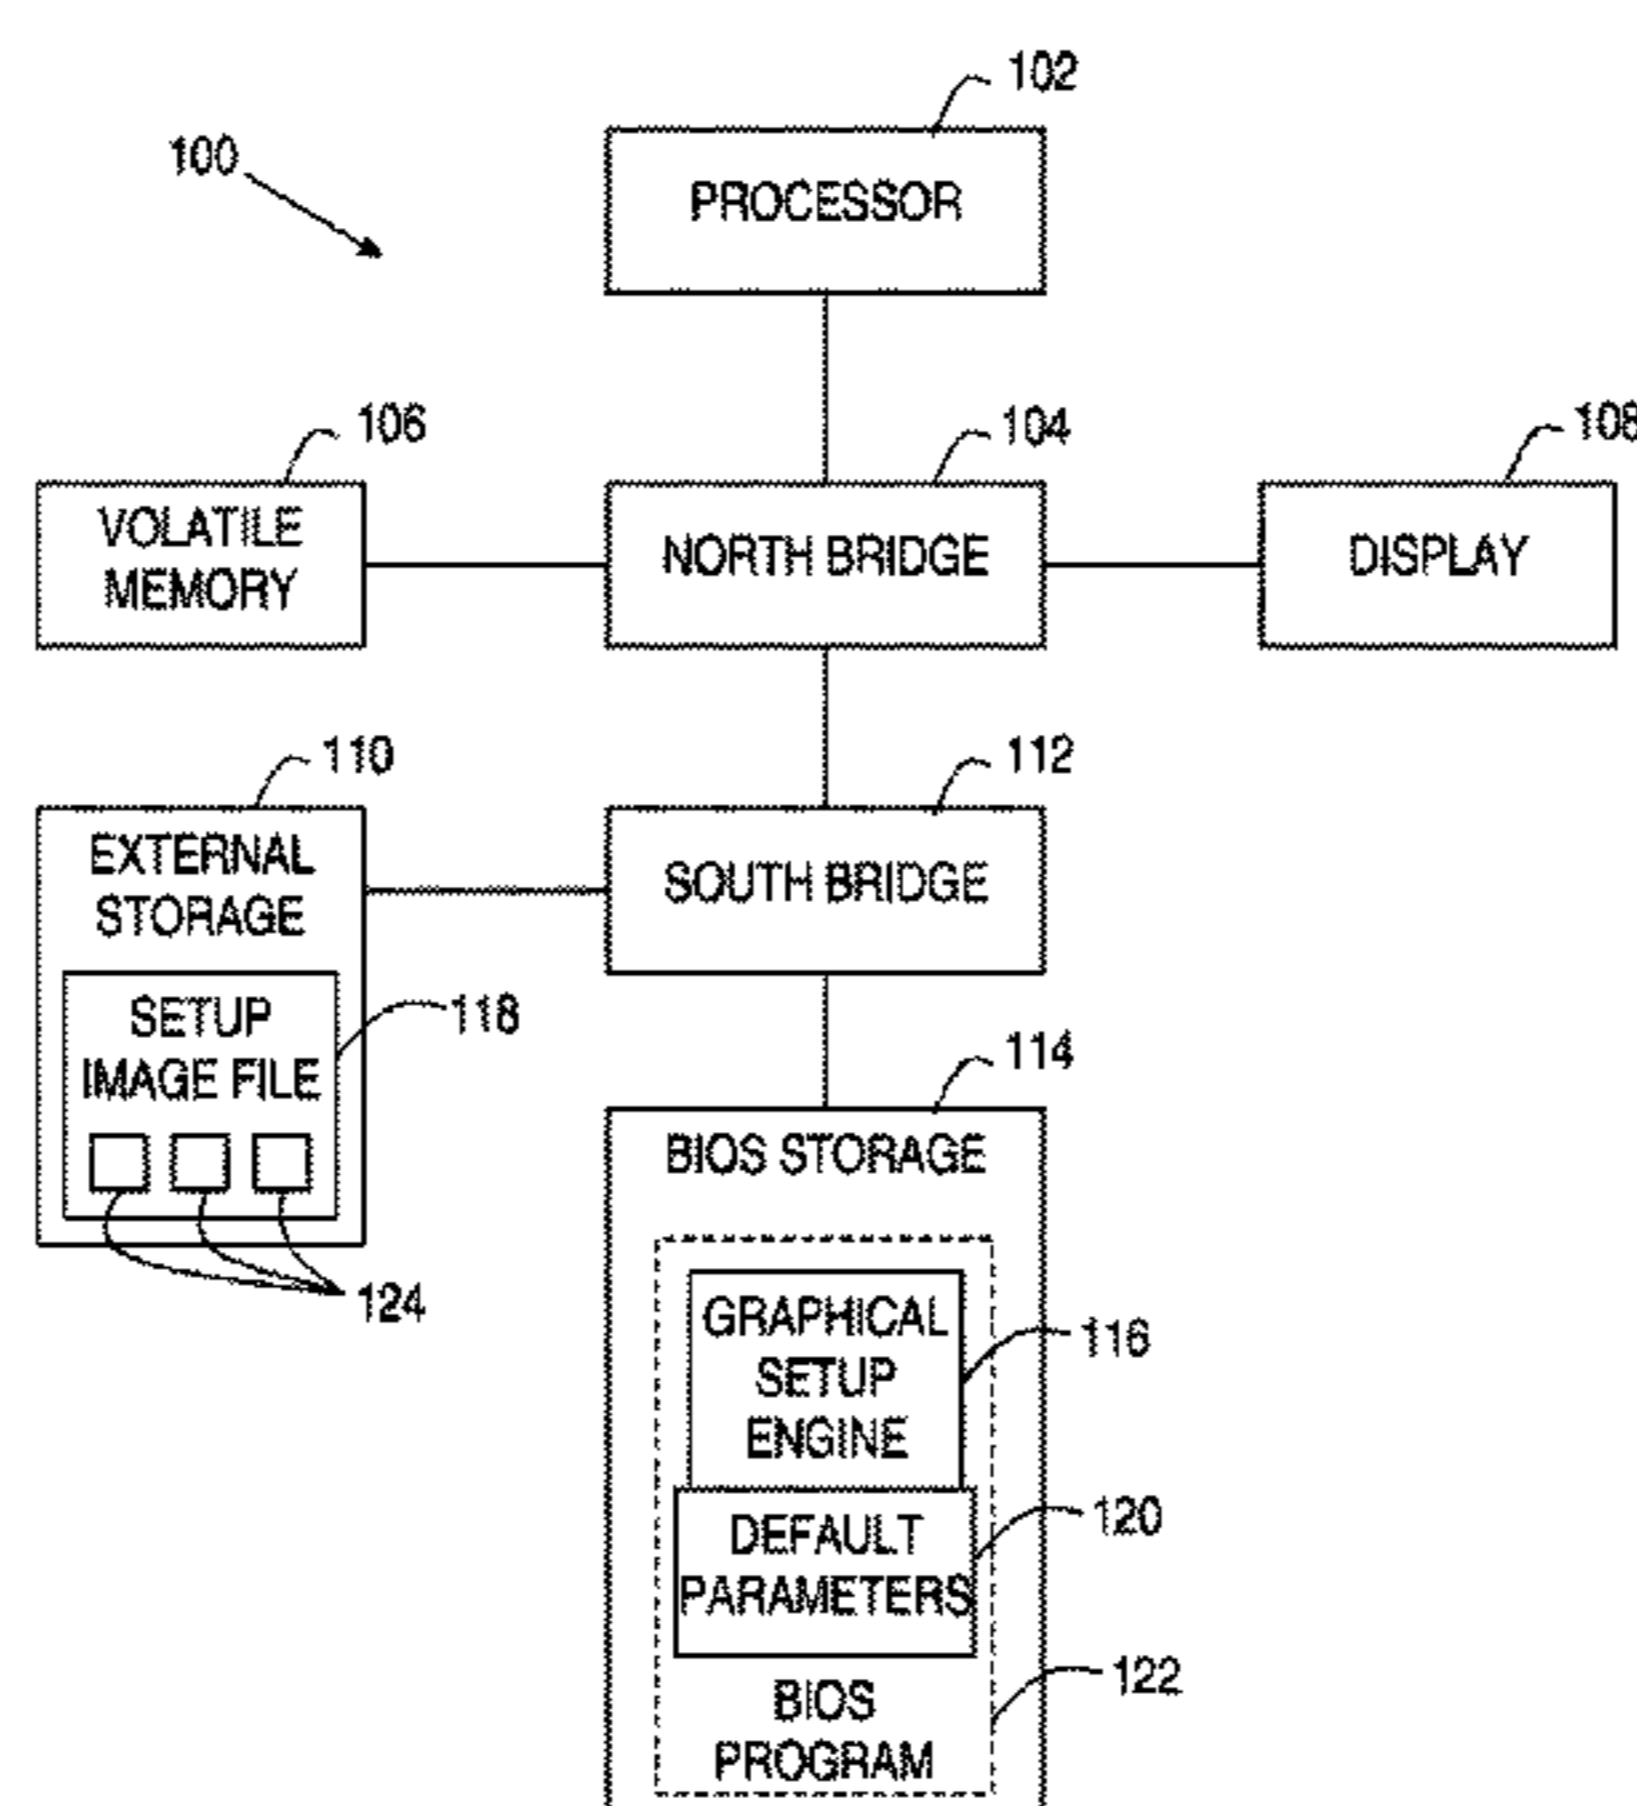 102
100
PROCESSOR
106
104
108
VOLATILE
MEMORY
NORTH BRIDGE
DISPLAY
110
112
EXTERNAL
STORAGE
SOUTH BRIDGE
SETUP
IMAGE FILE
118
114
BIOS STORAGE
124
GRAPHICAL
SETUP
ENGINE
116
DEFAULT
PARAMETERS
120
BIOS
PROGRAM
122